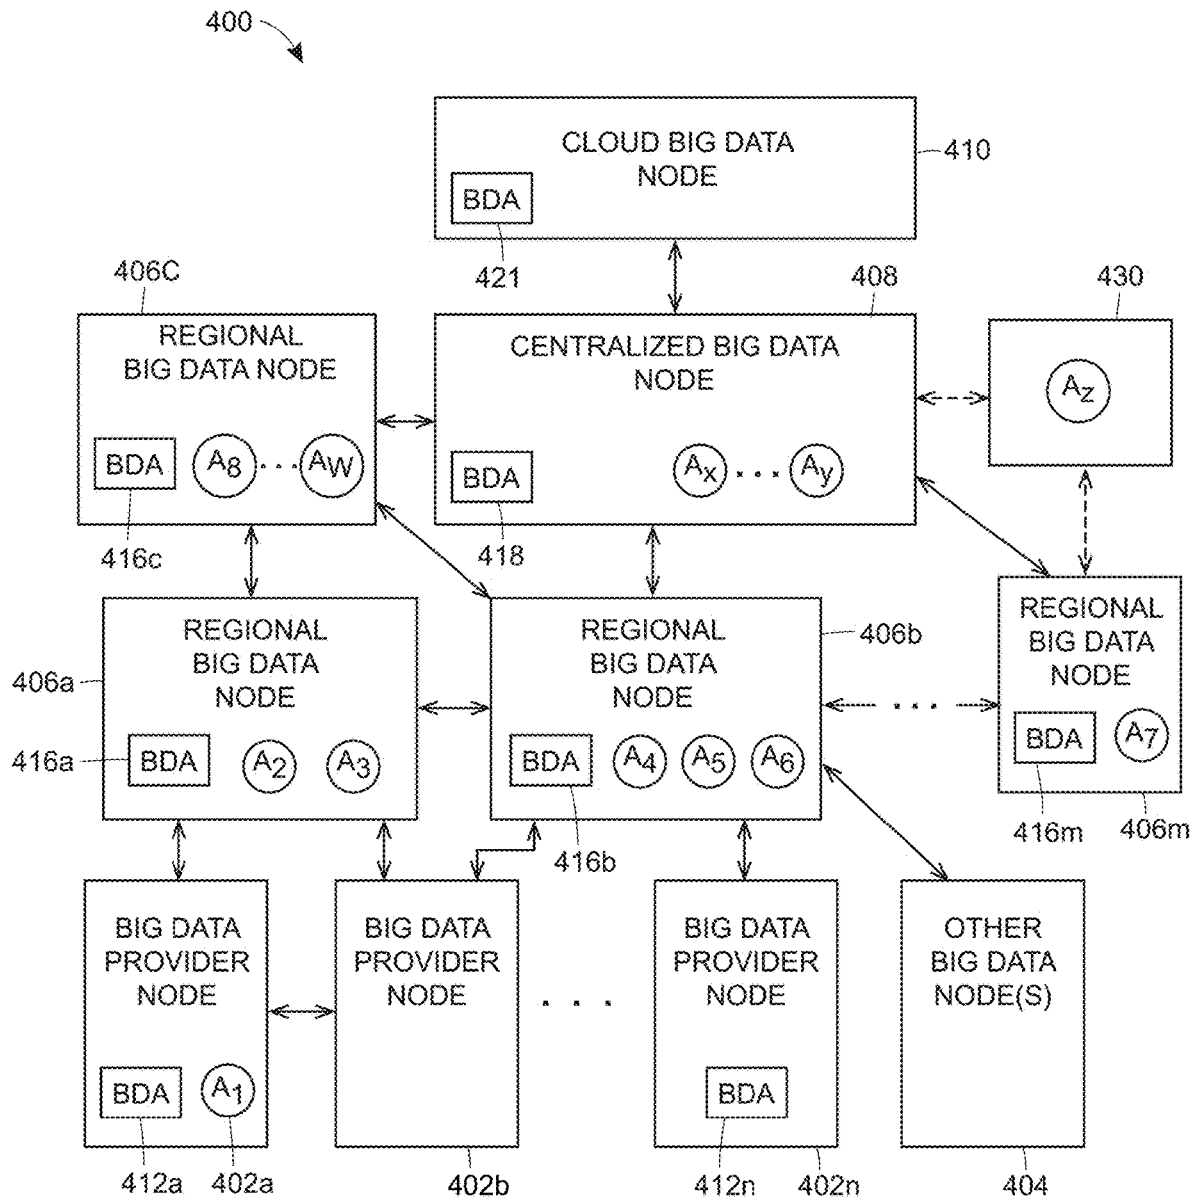 400
CLOUD BIG DATA
NODE
410
BDA
421
406C
408
430
REGIONAL
BIG DATA NODE
CENTRALIZED BIG DATA
NODE
AZ
BDA
A8 ... AW
BDA
Ax ... Ay
416c
418
REGIONAL
BIG DATA
NODE
406a
REGIONAL
BIG DATA
NODE
406b
REGIONAL
BIG DATA
NODE
416a
BDA
A2
A3
BDA
A4
A5
A6
...
BDA
A7
416b
416m
406m
BIG DATA
PROVIDER
NODE
BIG DATA
PROVIDER
NODE
...
BIG DATA
PROVIDER
NODE
OTHER
BIG DATA
NODE(S)
BDA
A1
BDA
412a
402a
402b
412n
402n
404